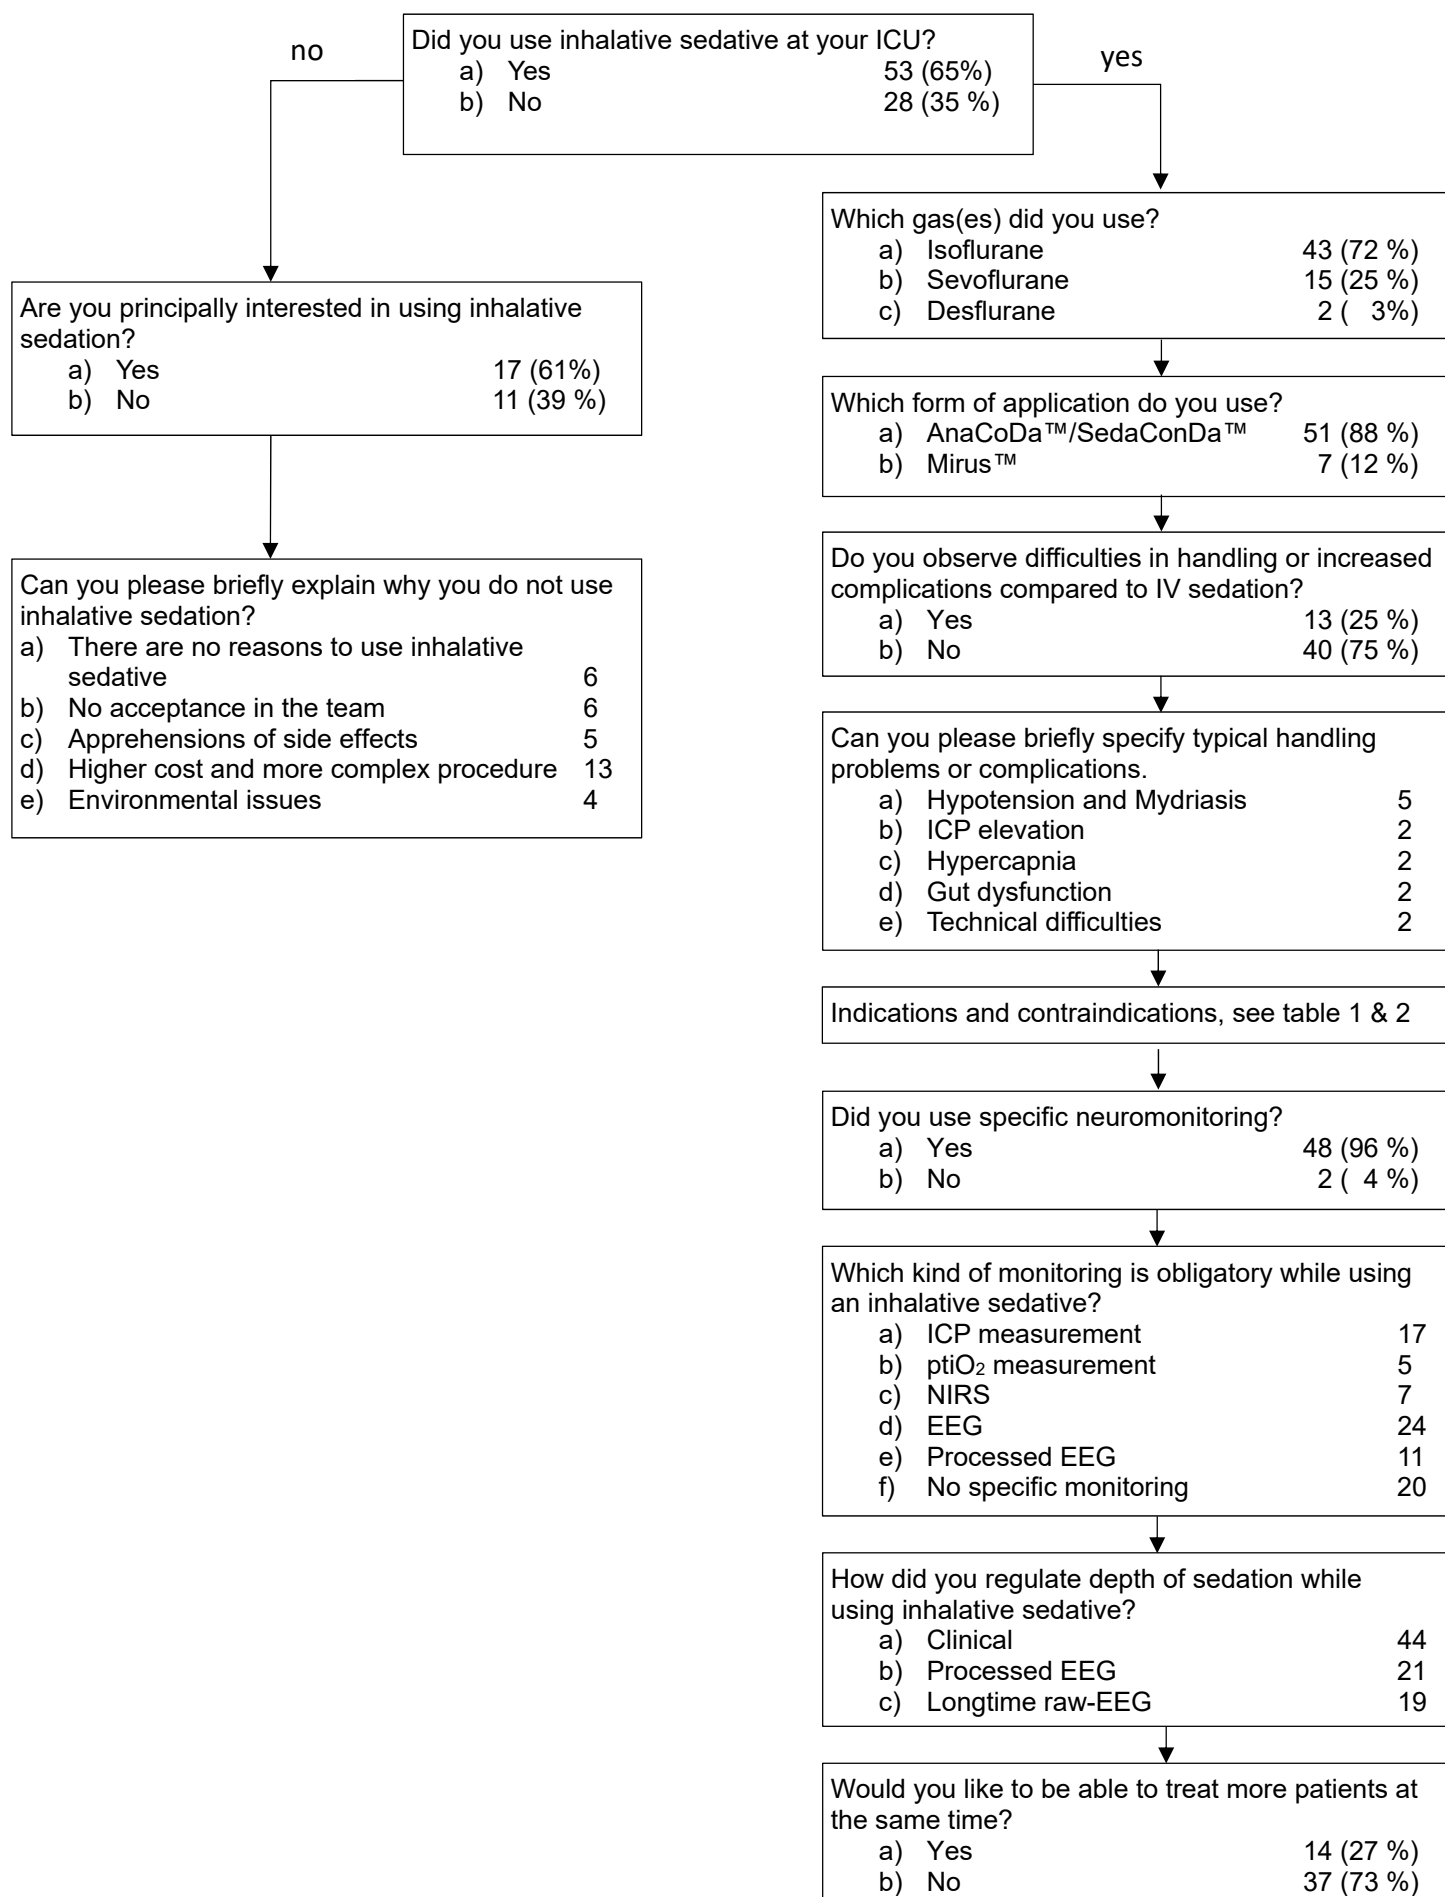 no
Did you use inhalative sedative at your ICU?
a) Yes 53 (65%)
b) No 28 (35 %)
yes
Are you principally interested in using inhalative
sedation?
a) Yes 17 (61%)
b) No 11 (39 %)
Can you please briefly explain why you do not use
inhalative sedation?
a) There are no reasons to use inhalative
sedative 6
b) No acceptance in the team 6
c) Apprehensions of side effects 5
d) Higher cost and more complex procedure 13
e) Environmental issues 4
Which gas(es) did you use?
a) Isoflurane 43 (72 %)
b) Sevoflurane 15 (25 %)
c) Desflurane 2 ( 3%)
Which form of application do you use?
a) AnaCoDa™/SedaConDa™ 51 (88 %)
b) Mirus™ 7 (12 %)
Do you observe difficulties in handling or increased
complications compared to IV sedation?
a) Yes 13 (25 %)
b) No 40 (75 %)
Can you please briefly specify typical handling
problems or complications.
a) Hypotension and Mydriasis 5
b) ICP elevation 2
c) Hypercapnia 2
d) Gut dysfunction 2
e) Technical difficulties 2
Indications and contraindications, see table 1 & 2
Did you use specific neuromonitoring?
a) Yes 48 (96 %)
b) No 2 ( 4 %)
Which kind of monitoring is obligatory while using
an inhalative sedative?
a) ICP measurement 17
b) ptiO₂ measurement 5
c) NIRS 7
d) EEG 24
e) Processed EEG 11
f) No specific monitoring 20
How did you regulate depth of sedation while
using inhalative sedative?
a) Clinical 44
b) Processed EEG 21
c) Longtime raw-EEG 19
Would you like to be able to treat more patients at
the same time?
a) Yes 14 (27 %)
b) No 37 (73 %)